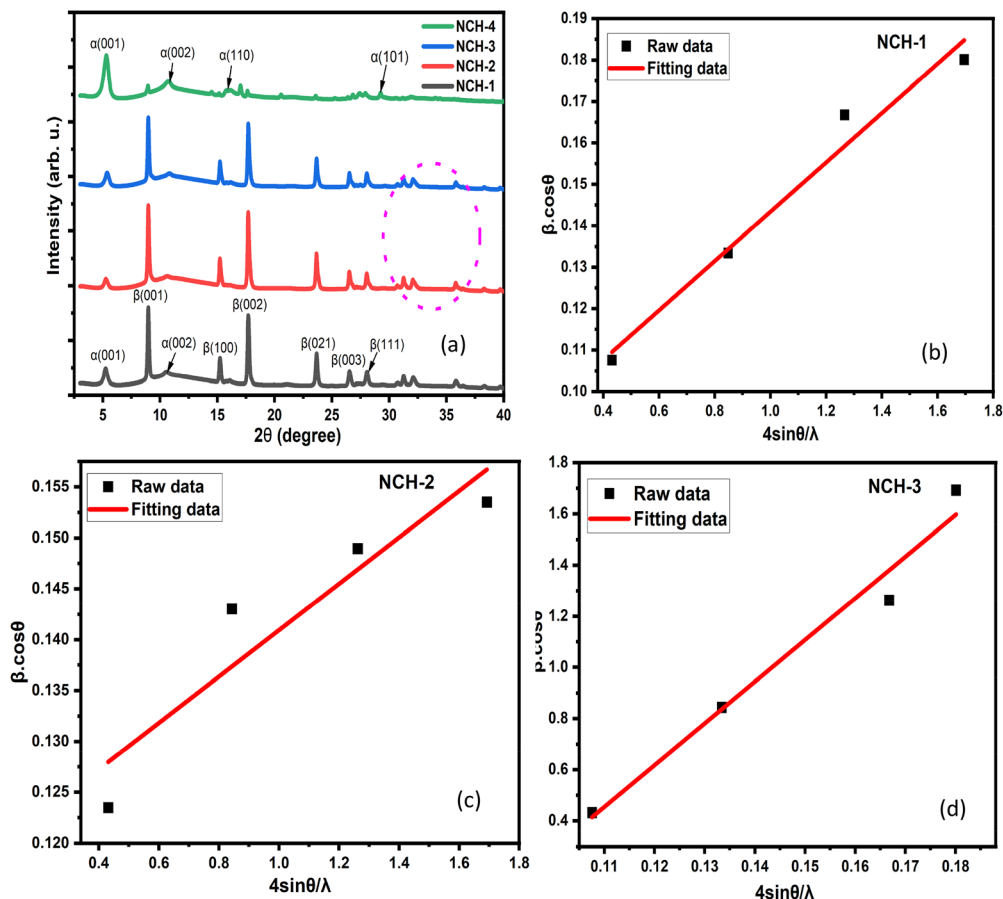 NCH-4
NCH-3
NCH-2
NCH-1
α(001)
α(002)
α(110)
α(101)
β(001)
β(002)
α(001)
α(002)
β(100)
β(021)
β(003)
β(111)
(a)
Intensity (arb. u.)
5 10 15 20 25 30 35 40
2θ (degree)
Raw data
Fitting data
NCH-1
(b)
0.19
0.18
0.17
0.16
0.15
0.13
0.12
0.11
0.10
β.cosθ
0.4 0.6 0.8 1.0 1.2 1.4 1.6 1.8
4sinθ/λ
Raw data
Fitting data
NCH-2
(c)
0.155
0.150
0.145
0.140
0.135
0.130
0.125
0.120
β.cosθ
0.4 0.6 0.8 1.0 1.2 1.4 1.6 1.8
4sinθ/λ
Raw data
Fitting data
NCH-3
(d)
1.8
1.6
1.4
1.2
1.0
0.8
0.6
0.4
β.cosθ
0.11 0.12 0.13 0.14 0.15 0.16 0.17 0.18
4sinθ/λ